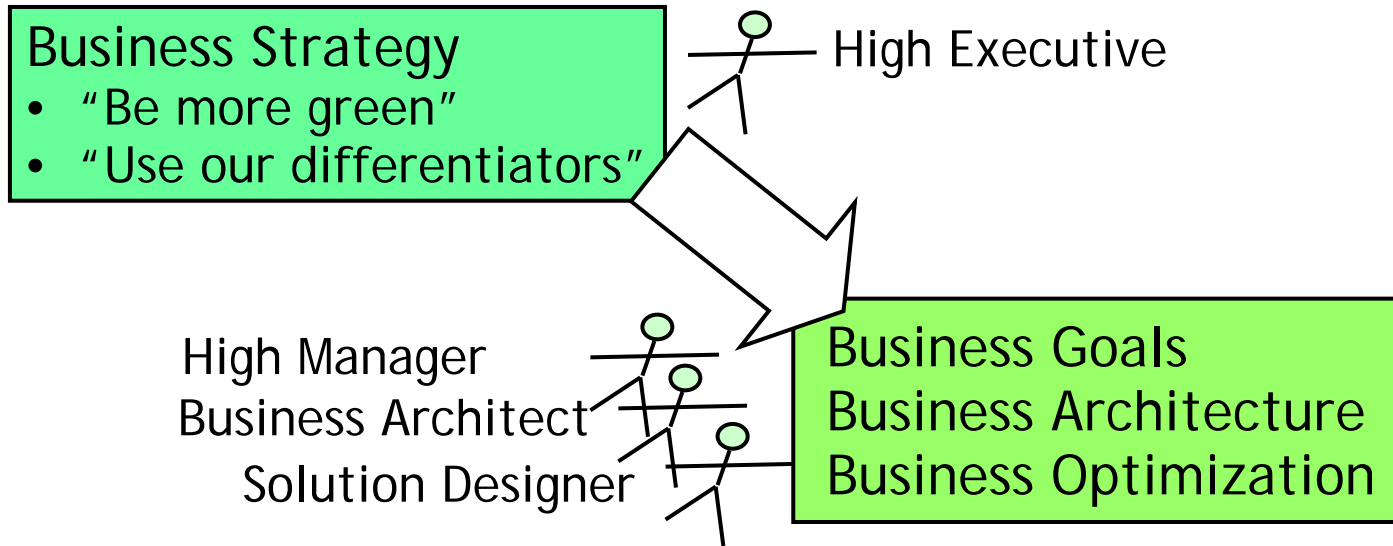 Business Strategy
• “Be more green”
• “Use our differentiators”
High Executive
High Manager
Business Architect
Solution Designer
Business Goals
Business Architecture
Business Optimization